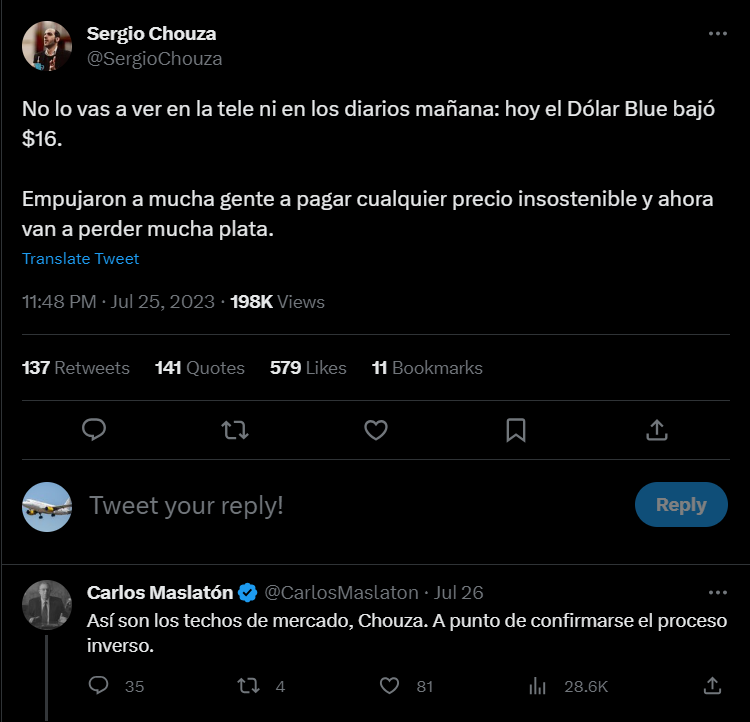 Sergio Chouza
@SergioChouza
No lo vas a ver en la tele ni en los diarios mañana: hoy el Dólar Blue bajó
$16.
Empujaron a mucha gente a pagar cualquier precio insostenible y ahora
van a perder mucha plata.
Translate Tweet
11:48 PM · Jul 25, 2023 · 198K Views
137 Retweets 141 Quotes 579 Likes 11 Bookmarks
Tweet your reply!
Reply
Carlos Maslatón @CarlosMaslaton · Jul 26
Así son los techos de mercado, Chouza. A punto de confirmarse el proceso
inverso.
35 4 81 28.6K